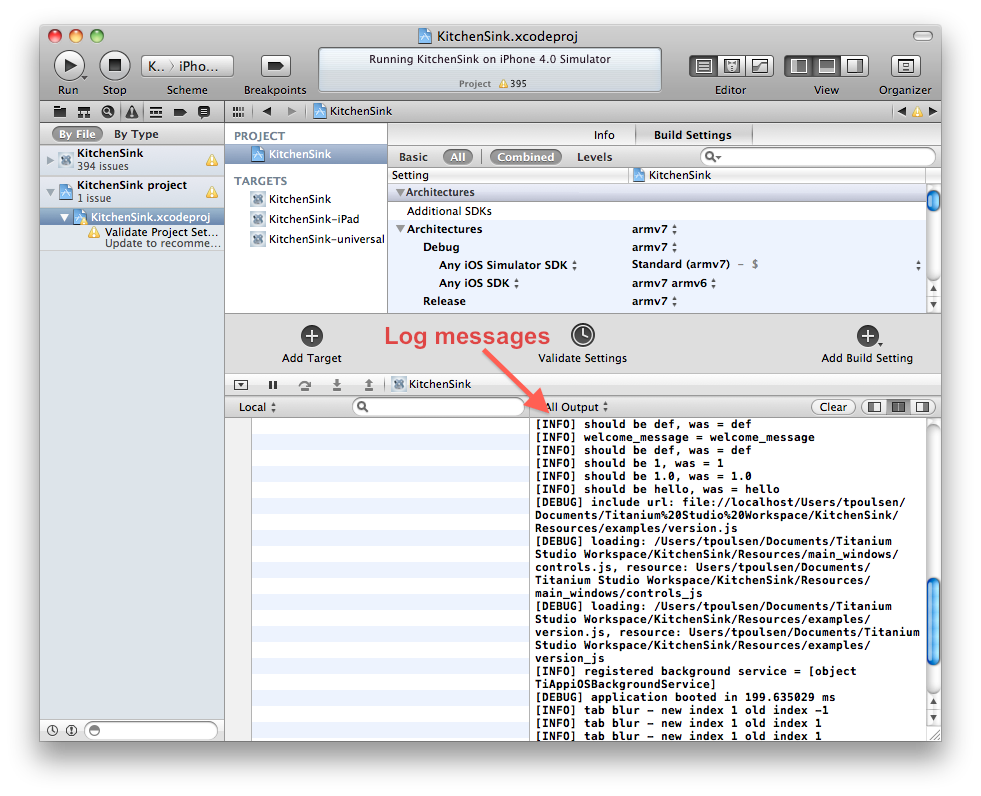 KitchenSink.xcodeproj
Run
Stop
K.. › iPho...
Scheme
Breakpoints
Running KitchenSink on iPhone 4.0 Simulator
Project 395
Editor
View
Organizer
KitchenSink
By File By Type
KitchenSink
394 issues
KitchenSink project
1 issue
KitchenSink.xcodeproj
Validate Project Set...
Update to recomme...
PROJECT
KitchenSink
TARGETS
KitchenSink
KitchenSink-iPad
KitchenSink-universal
Info Build Settings
Basic All Combined Levels
Setting KitchenSink
Architectures
Additional SDKs
Architectures armv7
Debug armv7
Any iOS Simulator SDK Standard (armv7) – $
Any iOS SDK armv7 armv6
Release armv7
Add Target
Log messages
Validate Settings
Add Build Setting
KitchenSink
Local
All Output
Clear
[INFO] should be def, was = def
[INFO] welcome_message = welcome_message
[INFO] should be def, was = def
[INFO] should be 1, was = 1
[INFO] should be 1.0, was = 1.0
[INFO] should be hello, was = hello
[DEBUG] include url: file://localhost/Users/tpoulsen/
Documents/Titanium%20Studio%20Workspace/KitchenSink/
Resources/examples/version.js
[DEBUG] loading: /Users/tpoulsen/Documents/Titanium
Studio Workspace/KitchenSink/Resources/main_windows/
controls.js, resource: Users/tpoulsen/Documents/
Titanium Studio Workspace/KitchenSink/Resources/
main_windows/controls_js
[DEBUG] loading: /Users/tpoulsen/Documents/Titanium
Studio Workspace/KitchenSink/Resources/examples/
version.js, resource: Users/tpoulsen/Documents/Titanium
Studio Workspace/KitchenSink/Resources/examples/
version_js
[INFO] registered background service = [object
TiAppiOSBackgroundService]
[DEBUG] application booted in 199.635029 ms
[INFO] tab blur - new index 1 old index -1
[INFO] tab blur - new index 1 old index 1
[INFO] tab blur - new index 1 old index 1